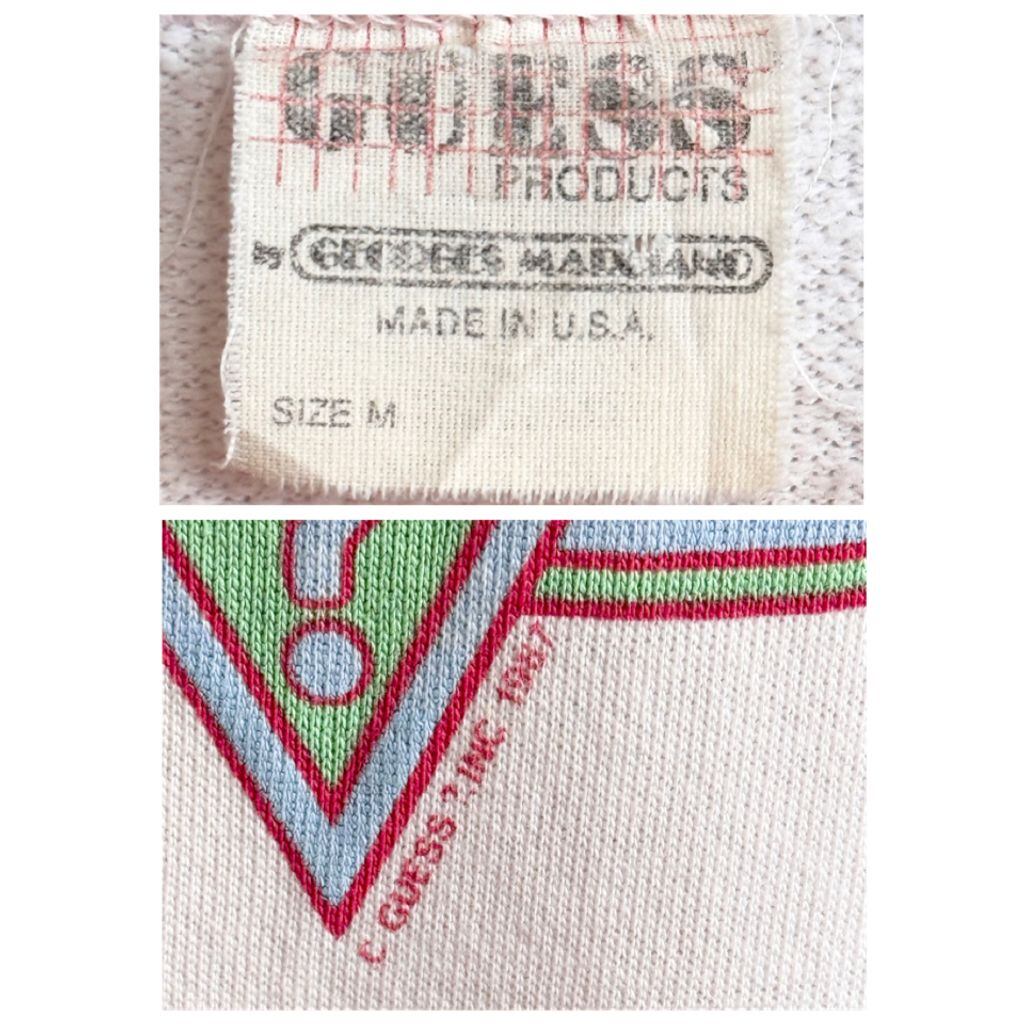 GUESS
PRODUCTS
by GEORGES MARCIANO
MADE IN U.S.A.
SIZE M
?
C GUESS?, INC 1987